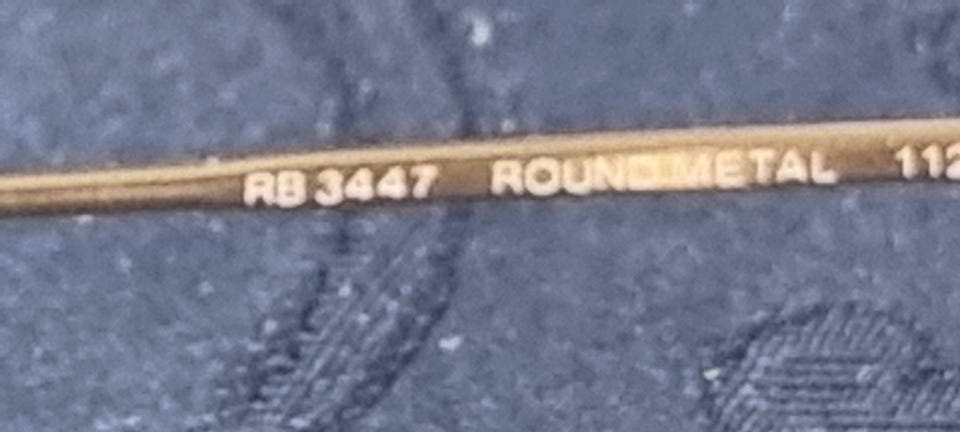 RB 3447 ROUND METAL 112